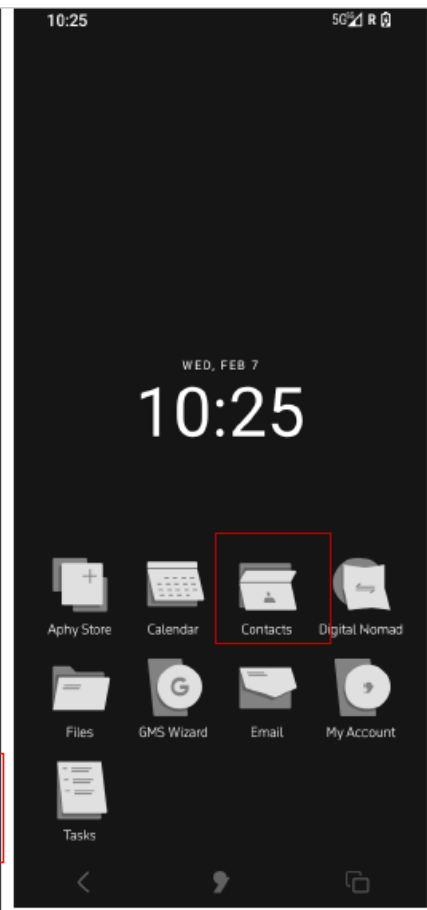 10:25
5G R
WED, FEB 7
10:25
Aphy Store Calendar Contacts Digital Nomad
G
Files GMS Wizard Email My Account
Tasks